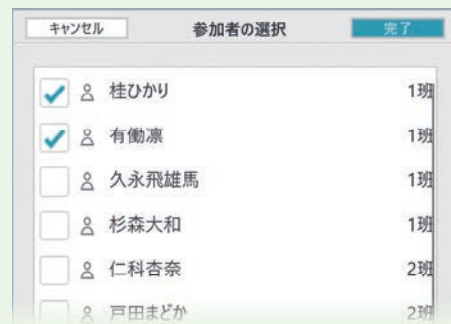 キャンセル 参加者の選択 完了
桂ひかり 1班
有働凛 1班
久永飛雄馬 1班
杉森大和 1班
仁科杏奈 2班
戸田まどか 2班